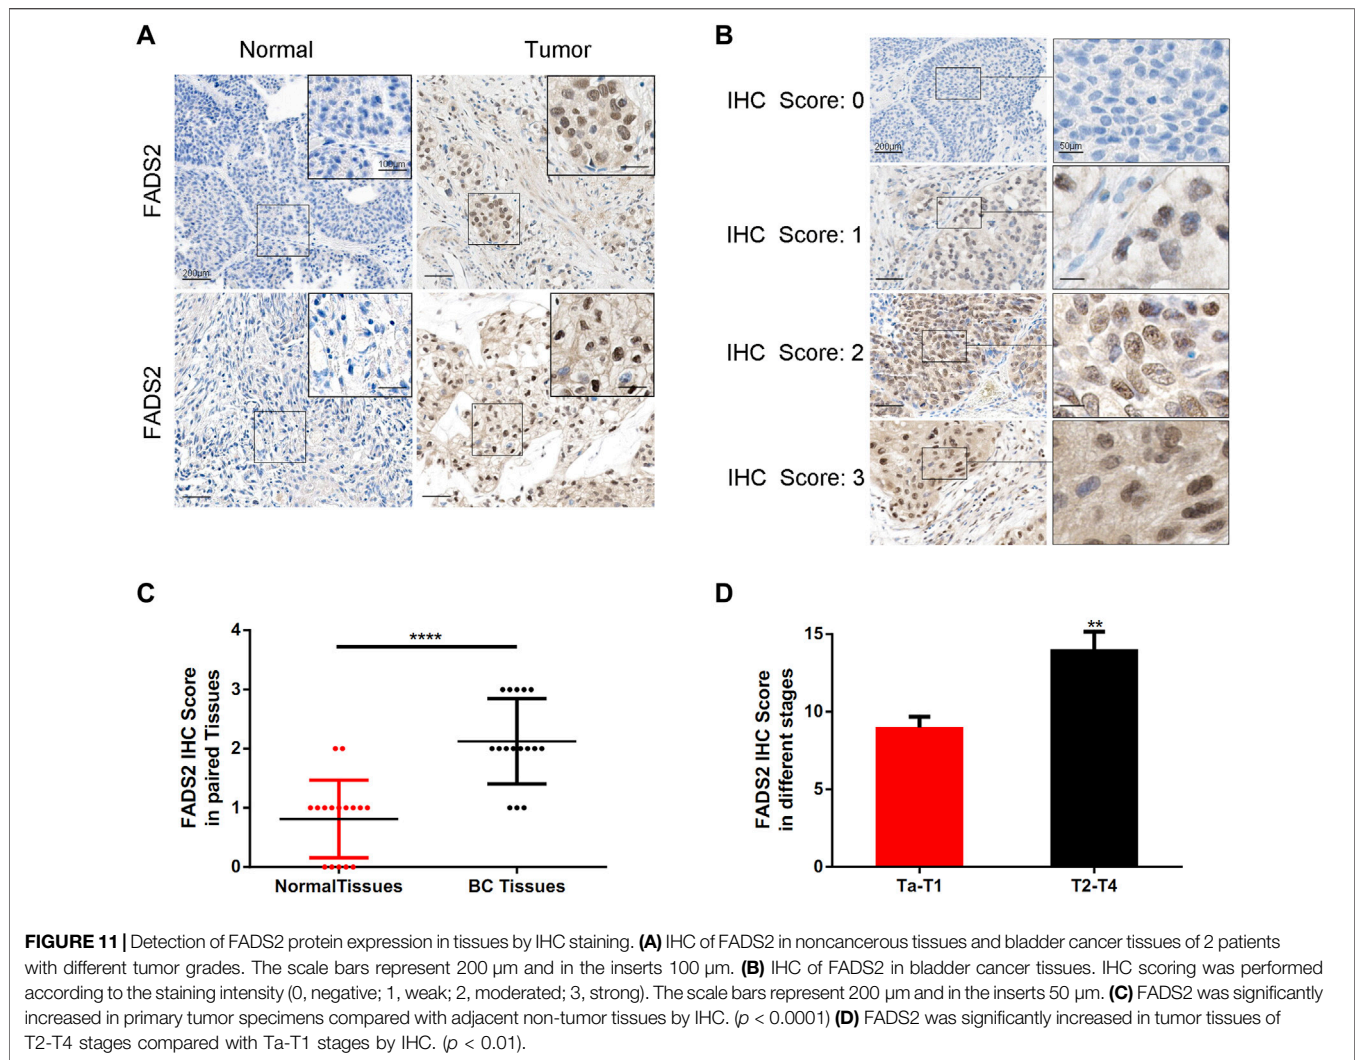 A
Normal
Tumor
FADS2
200μm
100μm
FADS2
B
IHC Score: 0
200μm
50μm
IHC Score: 1
IHC Score: 2
IHC Score: 3
C
FADS2 IHC Score
in paired Tissues
4
3
2
1
0
****
NormalTissues
BC Tissues
D
FADS2 IHC Score
in different stages
15
10
5
0
**
Ta-T1
T2-T4
FIGURE 11 | Detection of FADS2 protein expression in tissues by IHC staining. (A) IHC of FADS2 in noncancerous tissues and bladder cancer tissues of 2 patients
with different tumor grades. The scale bars represent 200 μm and in the inserts 100 μm. (B) IHC of FADS2 in bladder cancer tissues. IHC scoring was performed
according to the staining intensity (0, negative; 1, weak; 2, moderated; 3, strong). The scale bars represent 200 μm and in the inserts 50 μm. (C) FADS2 was significantly
increased in primary tumor specimens compared with adjacent non-tumor tissues by IHC. (p < 0.0001) (D) FADS2 was significantly increased in tumor tissues of
T2-T4 stages compared with Ta-T1 stages by IHC. (p < 0.01).